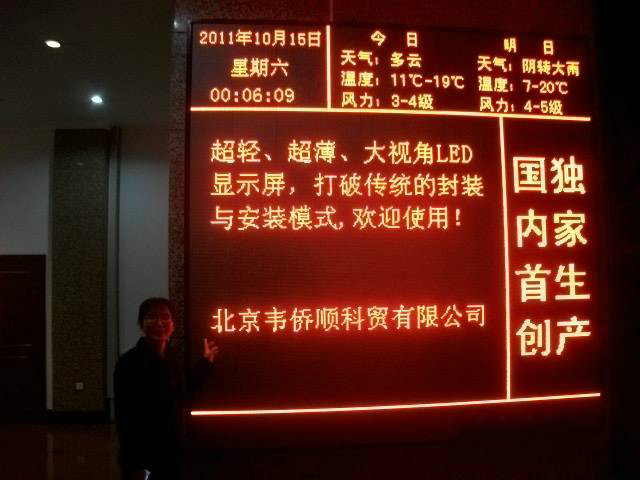 2011年10月15日
星期六
00:06:09
今 日
天气：多云
温度：11℃-19℃
风力：3-4级
明 日
天气：阴转大雨
温度：7-20℃
风力：4-5级
超轻、超薄、大视角LED
显示屏，打破传统的封装
与安装模式,欢迎使用！
北京韦侨顺科贸有限公司
国内首创
独家生产